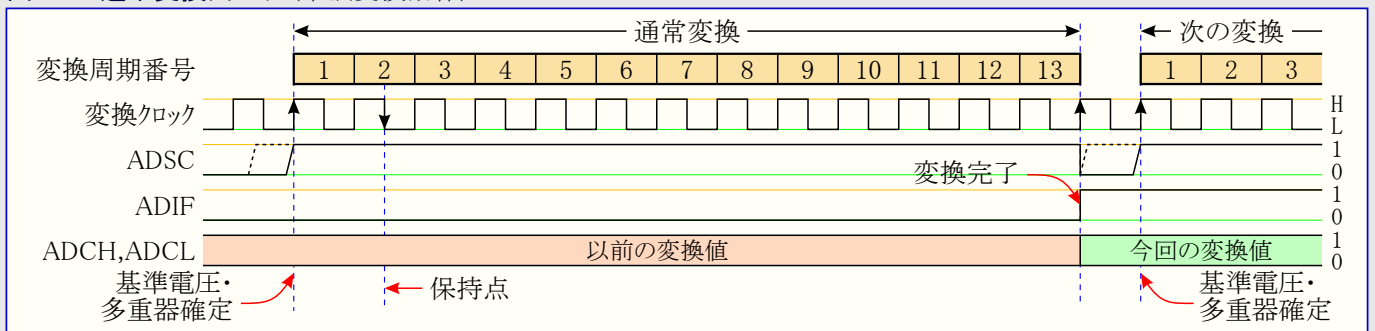 通常変換
次の変換
変換周期番号
1 2 3 4 5 6 7 8 9 10 11 12 13 1 2 3
変換クロック
H
L
ADSC
1
0
変換完了
ADIF
1
0
ADCH,ADCL
以前の変換値
今回の変換値
1
0
基準電圧・
多重器確定
保持点
基準電圧・
多重器確定